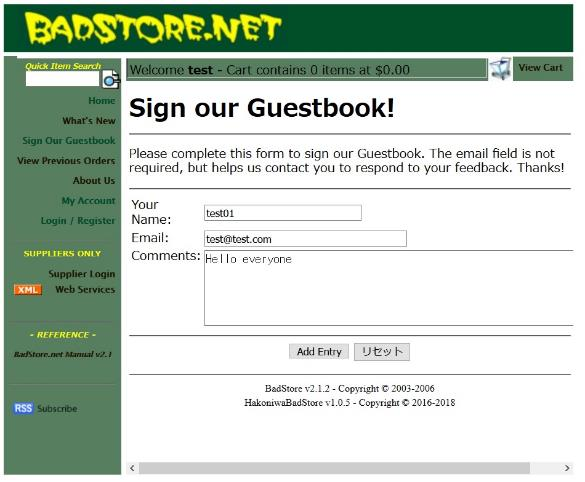 BADSTORE.NET
Quick Item Search
Home
What's New
Sign Our Guestbook
View Previous Orders
About Us
My Account
Login / Register
SUPPLIERS ONLY
Supplier Login
XML Web Services
- REFERENCE -
BadStore.net Manual v2.1
RSS Subscribe
Welcome test - Cart contains 0 items at $0.00
View Cart
Sign our Guestbook!
Please complete this form to sign our Guestbook. The email field is not
required, but helps us contact you to respond to your feedback. Thanks!
Your
Name:
test01
Email:
test@test.com
Comments:
Hello everyone
Add Entry リセット
BadStore v2.1.2 - Copyright © 2003-2006
HakoniwaBadStore v1.0.5 - Copyright © 2016-2018